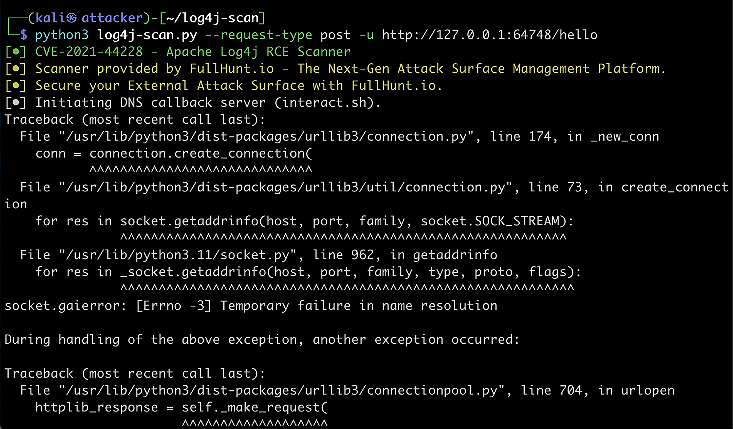 ┌──(kali㉿attacker)-[~/log4j-scan]
└─$ python3 log4j-scan.py --request-type post -u http://127.0.0.1:64748/hello
[•] CVE-2021-44228 - Apache Log4j RCE Scanner
[•] Scanner provided by FullHunt.io - The Next-Gen Attack Surface Management Platform.
[•] Secure your External Attack Surface with FullHunt.io.
[•] Initiating DNS callback server (interact.sh).
Traceback (most recent call last):
  File "/usr/lib/python3/dist-packages/urllib3/connection.py", line 174, in _new_conn
    conn = connection.create_connection(
           ^^^^^^^^^^^^^^^^^^^^^^^^^^^^^
  File "/usr/lib/python3/dist-packages/urllib3/util/connection.py", line 73, in create_connect
ion
    for res in socket.getaddrinfo(host, port, family, socket.SOCK_STREAM):
               ^^^^^^^^^^^^^^^^^^^^^^^^^^^^^^^^^^^^^^^^^^^^^^^^^^^^^^^^^^
  File "/usr/lib/python3.11/socket.py", line 962, in getaddrinfo
    for res in _socket.getaddrinfo(host, port, family, type, proto, flags):
               ^^^^^^^^^^^^^^^^^^^^^^^^^^^^^^^^^^^^^^^^^^^^^^^^^^^^^^^^^^^
socket.gaierror: [Errno -3] Temporary failure in name resolution

During handling of the above exception, another exception occurred:

Traceback (most recent call last):
  File "/usr/lib/python3/dist-packages/urllib3/connectionpool.py", line 704, in urlopen
    httplib_response = self._make_request(
                       ^^^^^^^^^^^^^^^^^^^